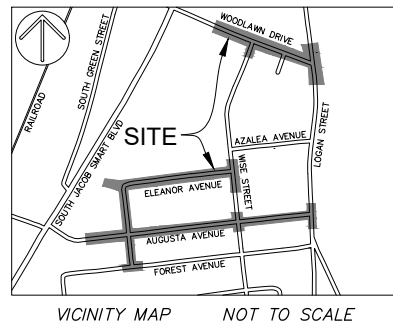 WOODLAWN DRIVE
SOUTH GREEN STREET
RAILROAD
LOGAN STREET
SITE
AZALEA AVENUE
SOUTH JACOB SMART BLVD
WISE STREET
ELEANOR AVENUE
AUGUSTA AVENUE
FOREST AVENUE
VICINITY MAP NOT TO SCALE